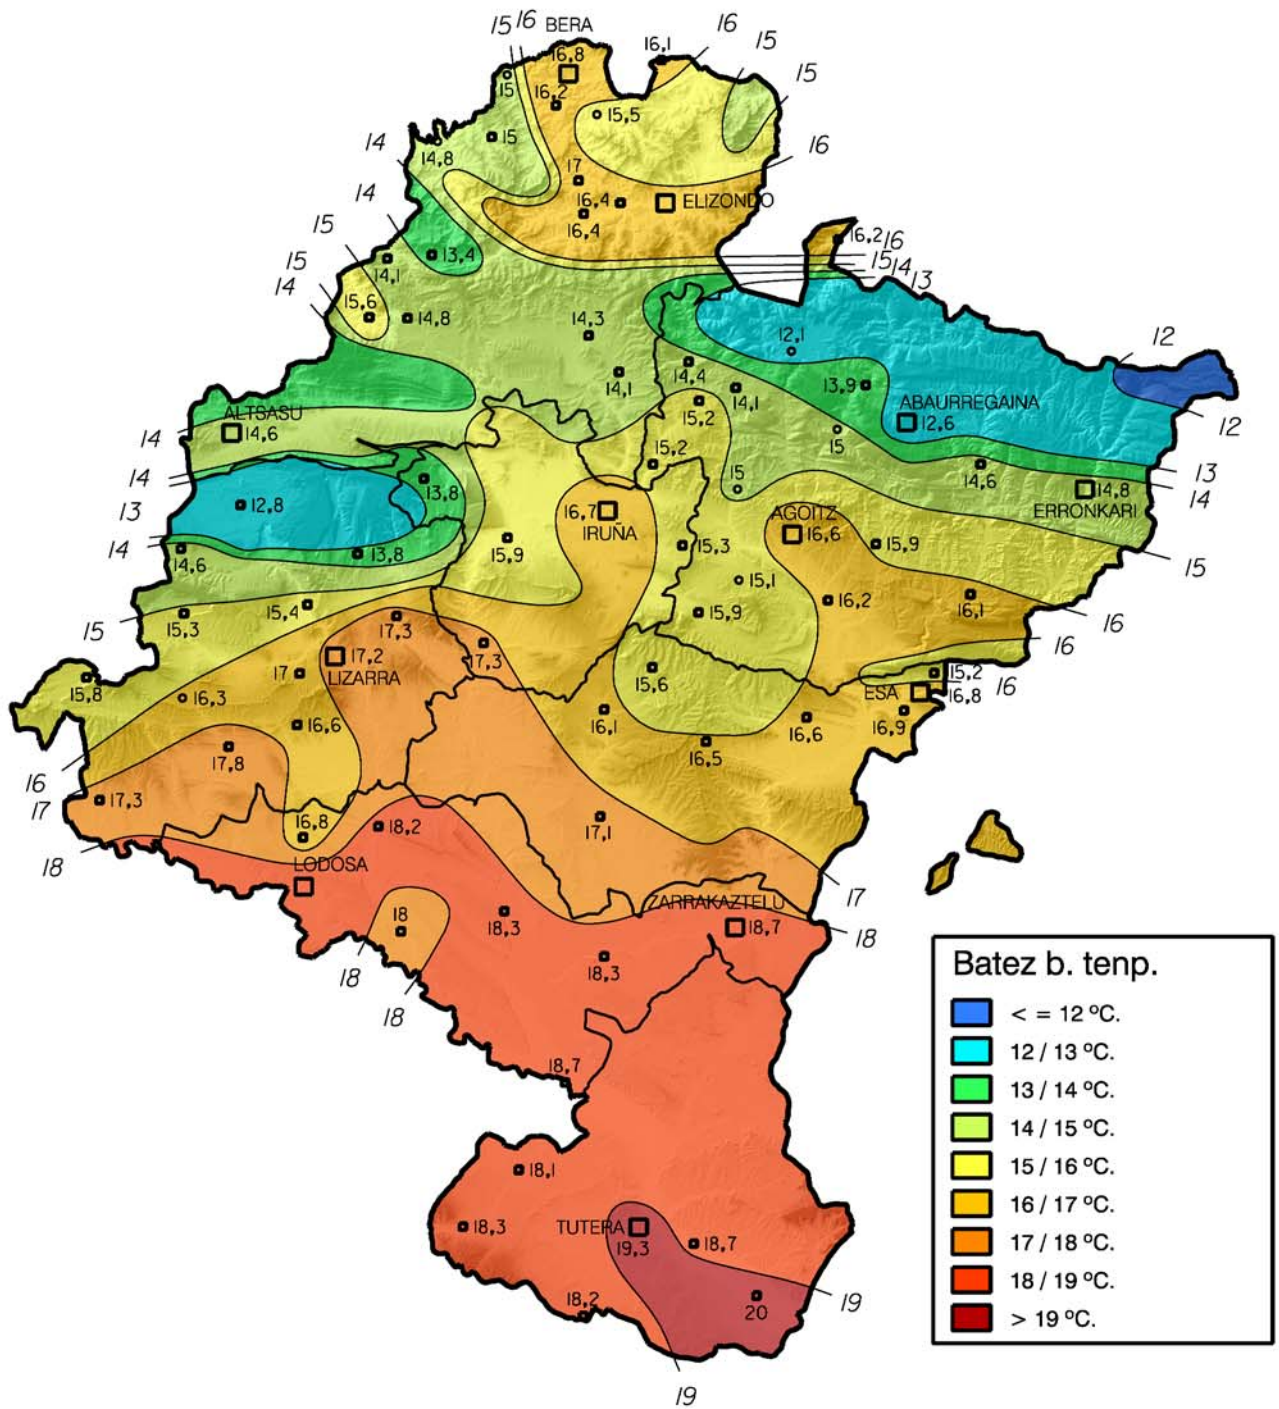 15 16 BERA 16
16,8 16,1 15
15 16,2 15,5 15
14 14,8 15 16
14 17 16,4 ELIZONDO
16,4
15 14,1 13,4 16,2 16
15 14
15 15,6 14,8 14,3 13
14 12,1 12
14,1 14,4 13,9
14,1 ABAURREGAINA
ALTSASU 15,2 12,6 12
14 14,6 15 15,2
14 13,8 15 14,6 13
13 12,8 16,7 AGOITZ 14,8 14
IRUÑA 16,6 ERRONKARI
14 14,6 13,8 15,9 15,3 15,9
15,1 15
15 15,3 15,4 17,3 15,9 16,2 16,1 16
17,2 17,3 16
LIZARRA
15,8 17 15,6 15,2
16,3 ESA 16,8 16
16,6 16,1 16,6 16,9
16 17,8 16,5
17 17,3
16,8 18,2 17,1
18 LODOSA 17
18 18,3 ZARRAKAZTELU
18,7 18
18 18,3
18
18,7
18,1
18,3 TUTERA 18,7
19,3
18,2 20 19
19
Batez b. tenp.
< = 12 ºC.
12 / 13 ºC.
13 / 14 ºC.
14 / 15 ºC.
15 / 16 ºC.
16 / 17 ºC.
17 / 18 ºC.
18 / 19 ºC.
> 19 ºC.